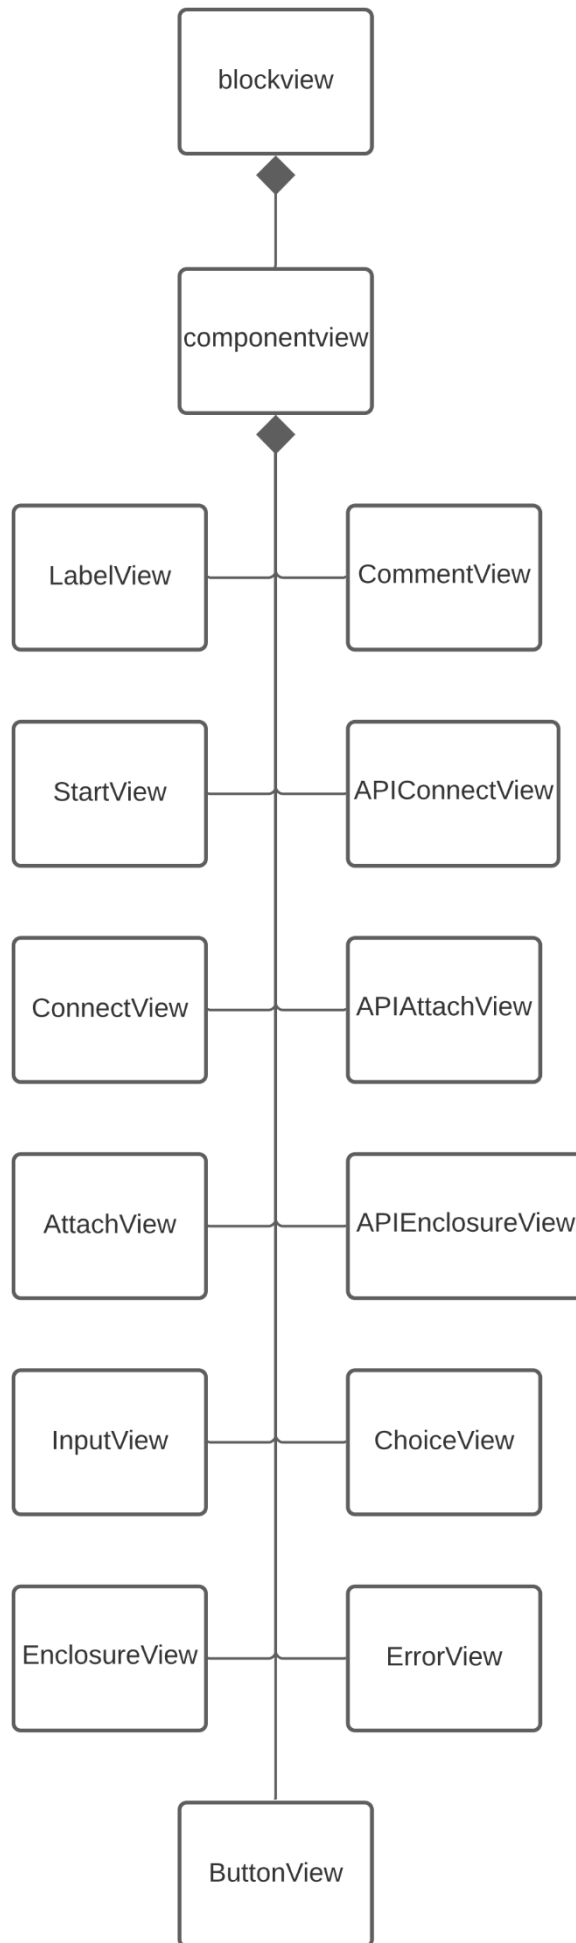 blockview
componentview
LabelView
CommentView
StartView
APIConnectView
ConnectView
APIAttachView
AttachView
APIEnclosureView
InputView
ChoiceView
EnclosureView
ErrorView
ButtonView